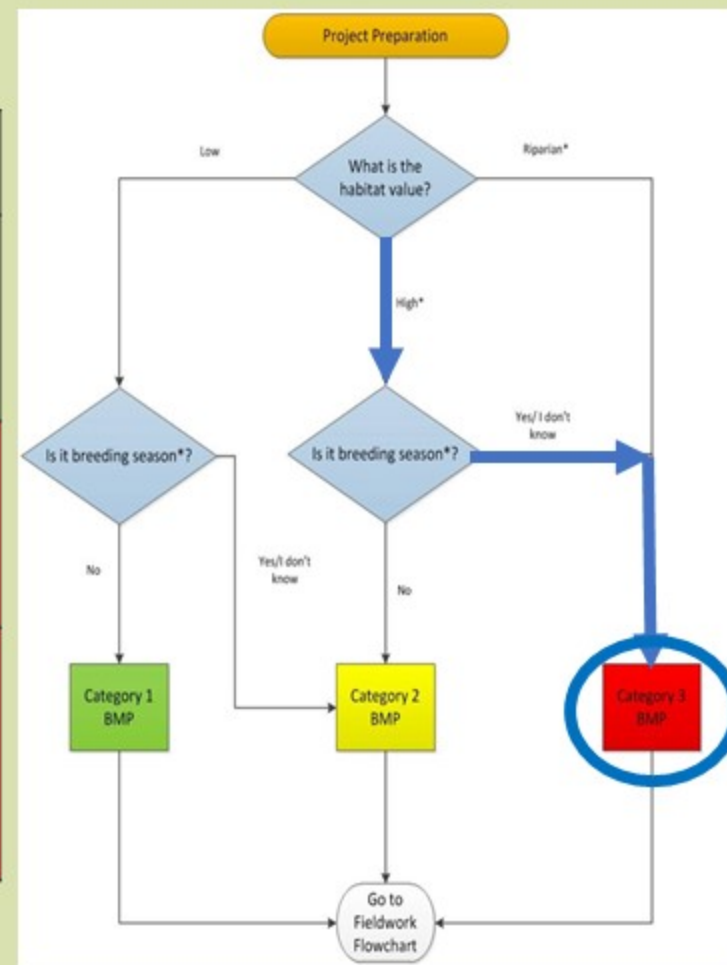 Project Preparation
Low
Riparian*
What is the
habitat value?
High*
Is it breeding season*?
Is it breeding season*?
Yes/ I don't
know
No
Yes/I don't
know
No
Category 1
BMP
Category 2
BMP
Category 3
BMP
Go to
Fieldwork
Flowchart